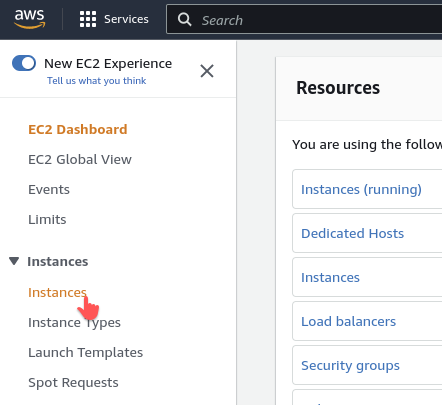 aws
Services
Search
New EC2 Experience
Tell us what you think
EC2 Dashboard
EC2 Global View
Events
Limits
Instances
Instances
Instance Types
Launch Templates
Spot Requests
Resources
You are using the follow
Instances (running)
Dedicated Hosts
Instances
Load balancers
Security groups